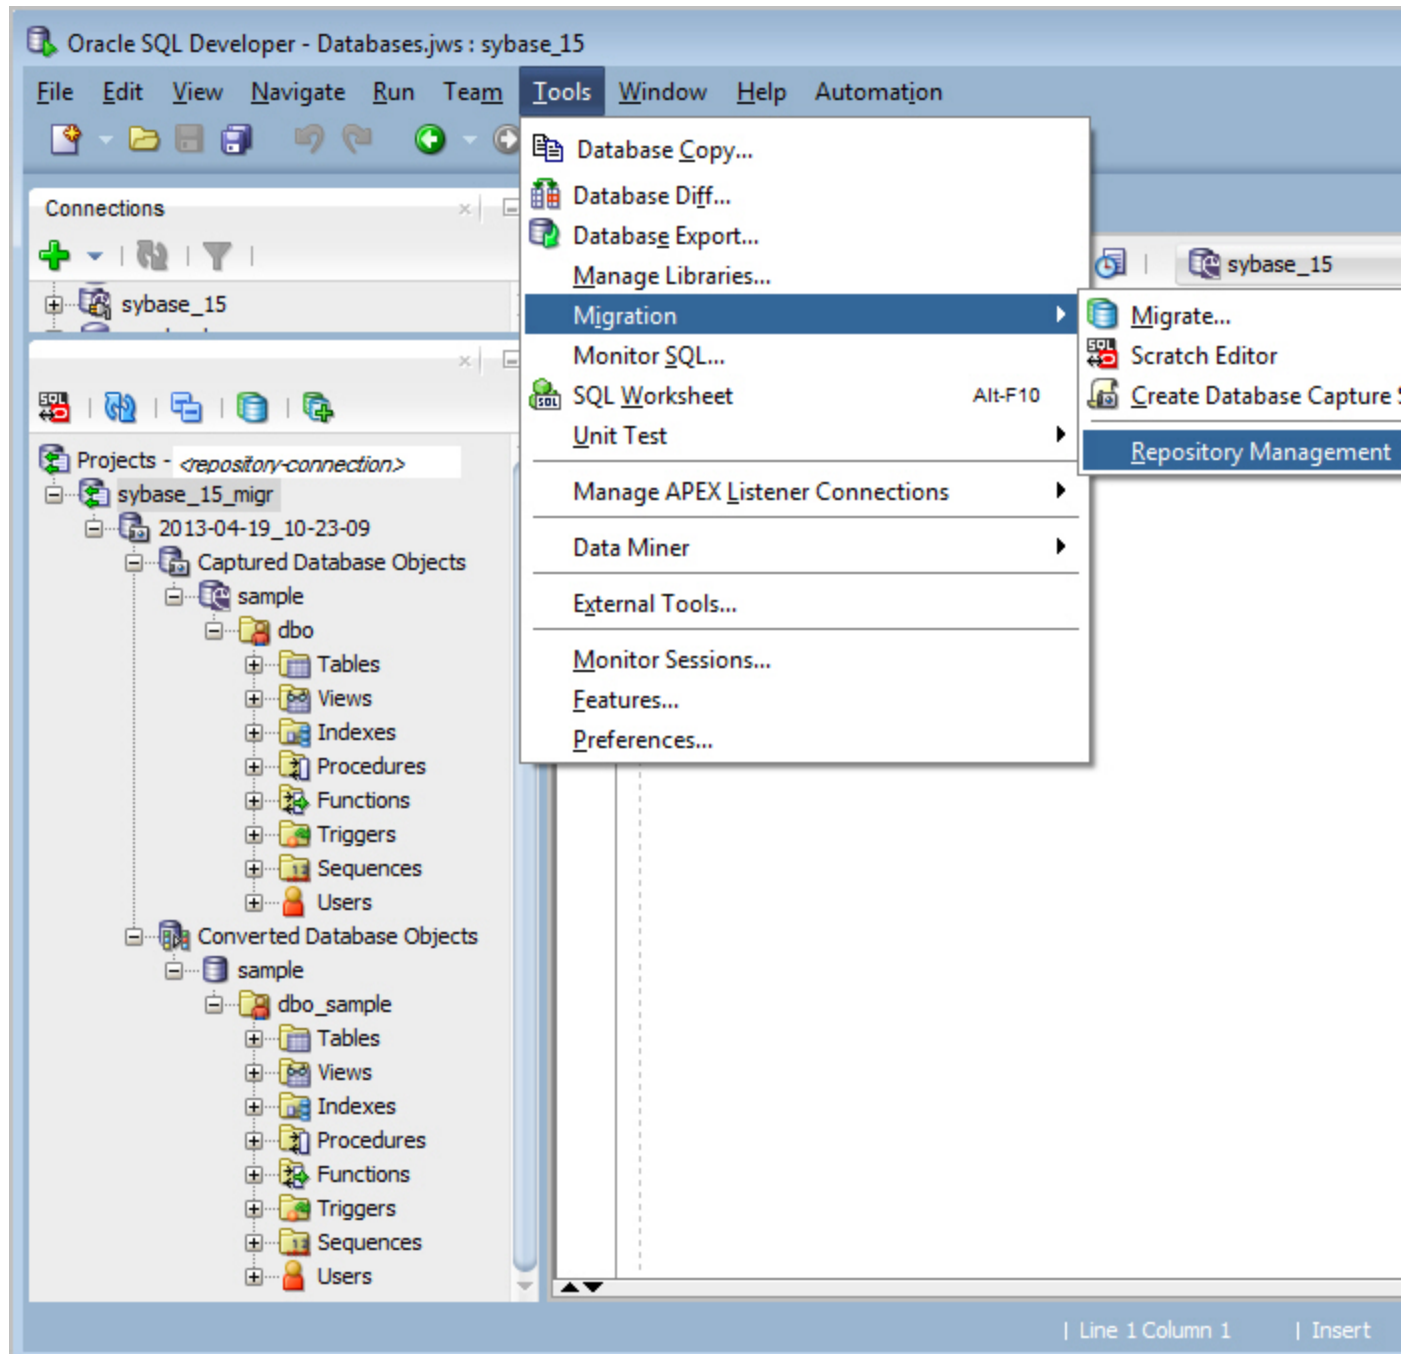 Oracle SQL Developer - Databases.jws : sybase_15
File Edit View Navigate Run Team Tools Window Help Automation
Connections
sybase_15
Projects - <repository-connection>
sybase_15_migr
2013-04-19_10-23-09
Captured Database Objects
sample
dbo
Tables
Views
Indexes
Procedures
Functions
Triggers
Sequences
Users
Converted Database Objects
sample
dbo_sample
Tables
Views
Indexes
Procedures
Functions
Triggers
Sequences
Users
Database Copy...
Database Diff...
Database Export...
Manage Libraries...
Migration
Monitor SQL...
SQL Worksheet Alt-F10
Unit Test
Manage APEX Listener Connections
Data Miner
External Tools...
Monitor Sessions...
Features...
Preferences...
sybase_15
Migrate...
Scratch Editor
Create Database Capture
Repository Management
Line 1 Column 1 | Insert